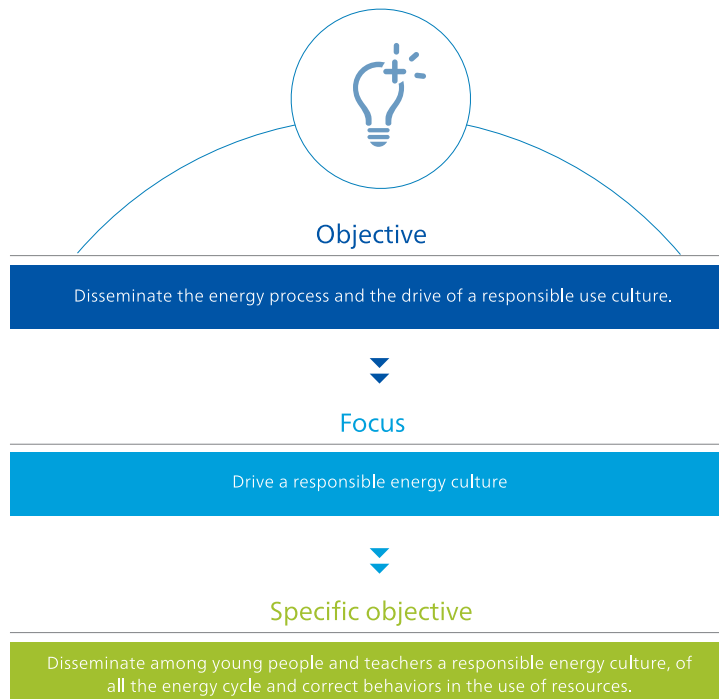 Objective
Disseminate the energy process and the drive of a responsible use culture.
Focus
Drive a responsible energy culture
Specific objective
Disseminate among young people and teachers a responsible energy culture, of
all the energy cycle and correct behaviors in the use of resources.